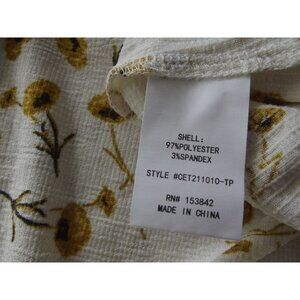 SHELL:
97%POLYESTER
3%SPANDEX
STYLE #CET211010-TP
RN# 153842
MADE IN CHINA